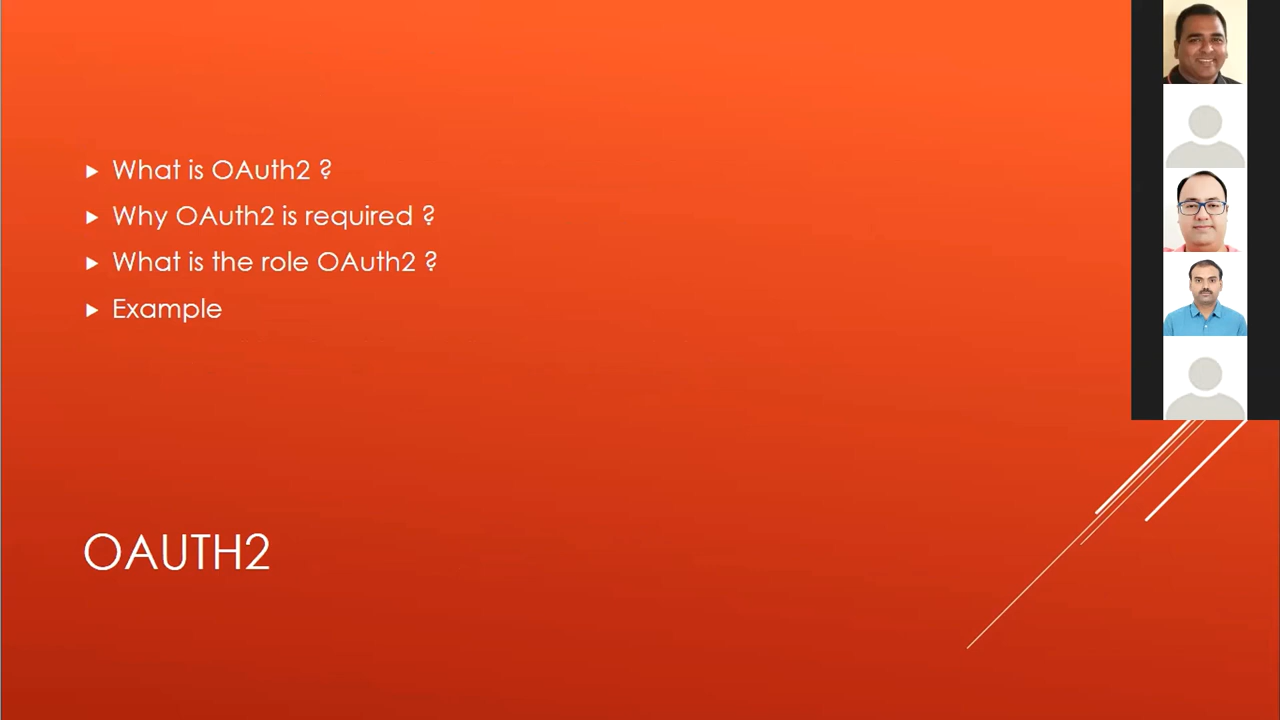 What is OAuth2 ?
Why OAuth2 is required ?
What is the role OAuth2 ?
Example
OAUTH2